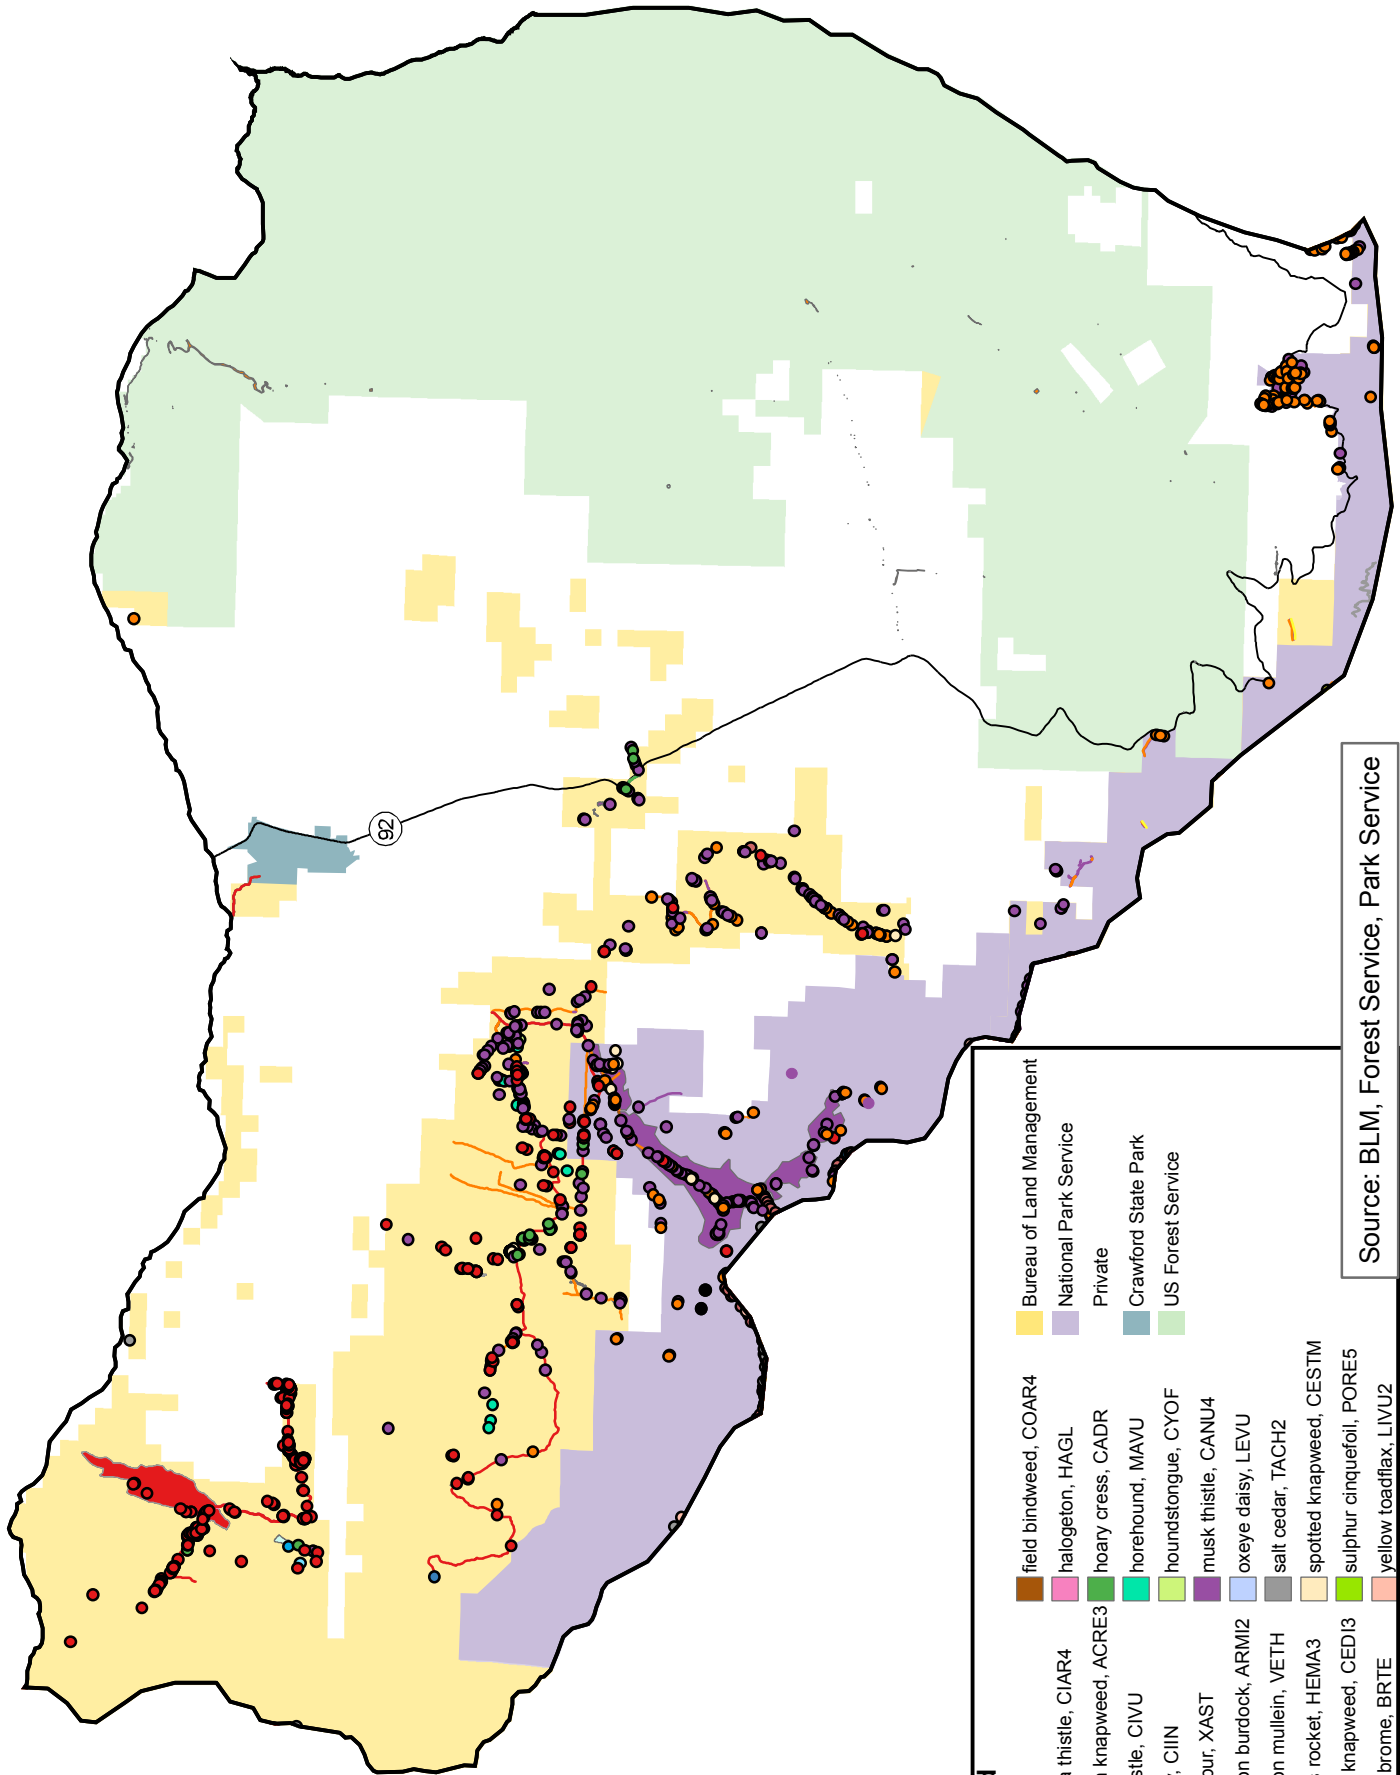 92
Source: BLM, Forest Service, Park Service
thistle, CIAR4
knapweed, ACRE3
stle, CIVU
, CIIN
our, XAST
on burdock, ARMI2
on mullein, VETH
rocket, HEMA3
knapweed, CEDI3
brome, BRTE
field bindweed, COAR4
halogeton, HAGL
hoary cress, CADR
horehound, MAVU
houndstongue, CYOF
musk thistle, CANU4
oxeye daisy, LEVU
salt cedar, TACH2
spotted knapweed, CESTM
sulphur cinquefoil, PORE5
yellow toadflax, LIVU2
Bureau of Land Management
National Park Service
Private
Crawford State Park
US Forest Service